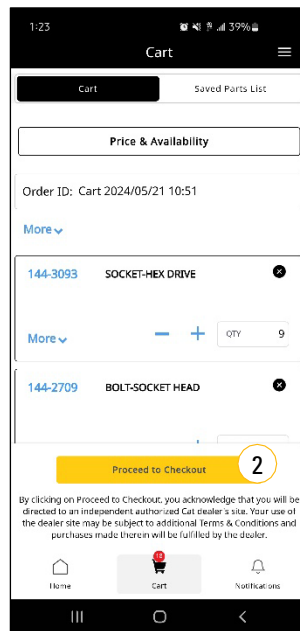 1:23
39%
Cart
Cart
Saved Parts List
Price & Availability
Order ID: Cart 2024/05/21 10:51
More
144-3093 SOCKET-HEX DRIVE
More
QTY 9
144-2709 BOLT-SOCKET HEAD
Proceed to Checkout
2
By clicking on Proceed to Checkout, you acknowledge that you will be
directed to an independent authorized Cat dealer's site. Your use of
the dealer site may be subject to additional Terms & Conditions and
purchases made therein will be fulfilled by the dealer.
Home
Cart
Notifications